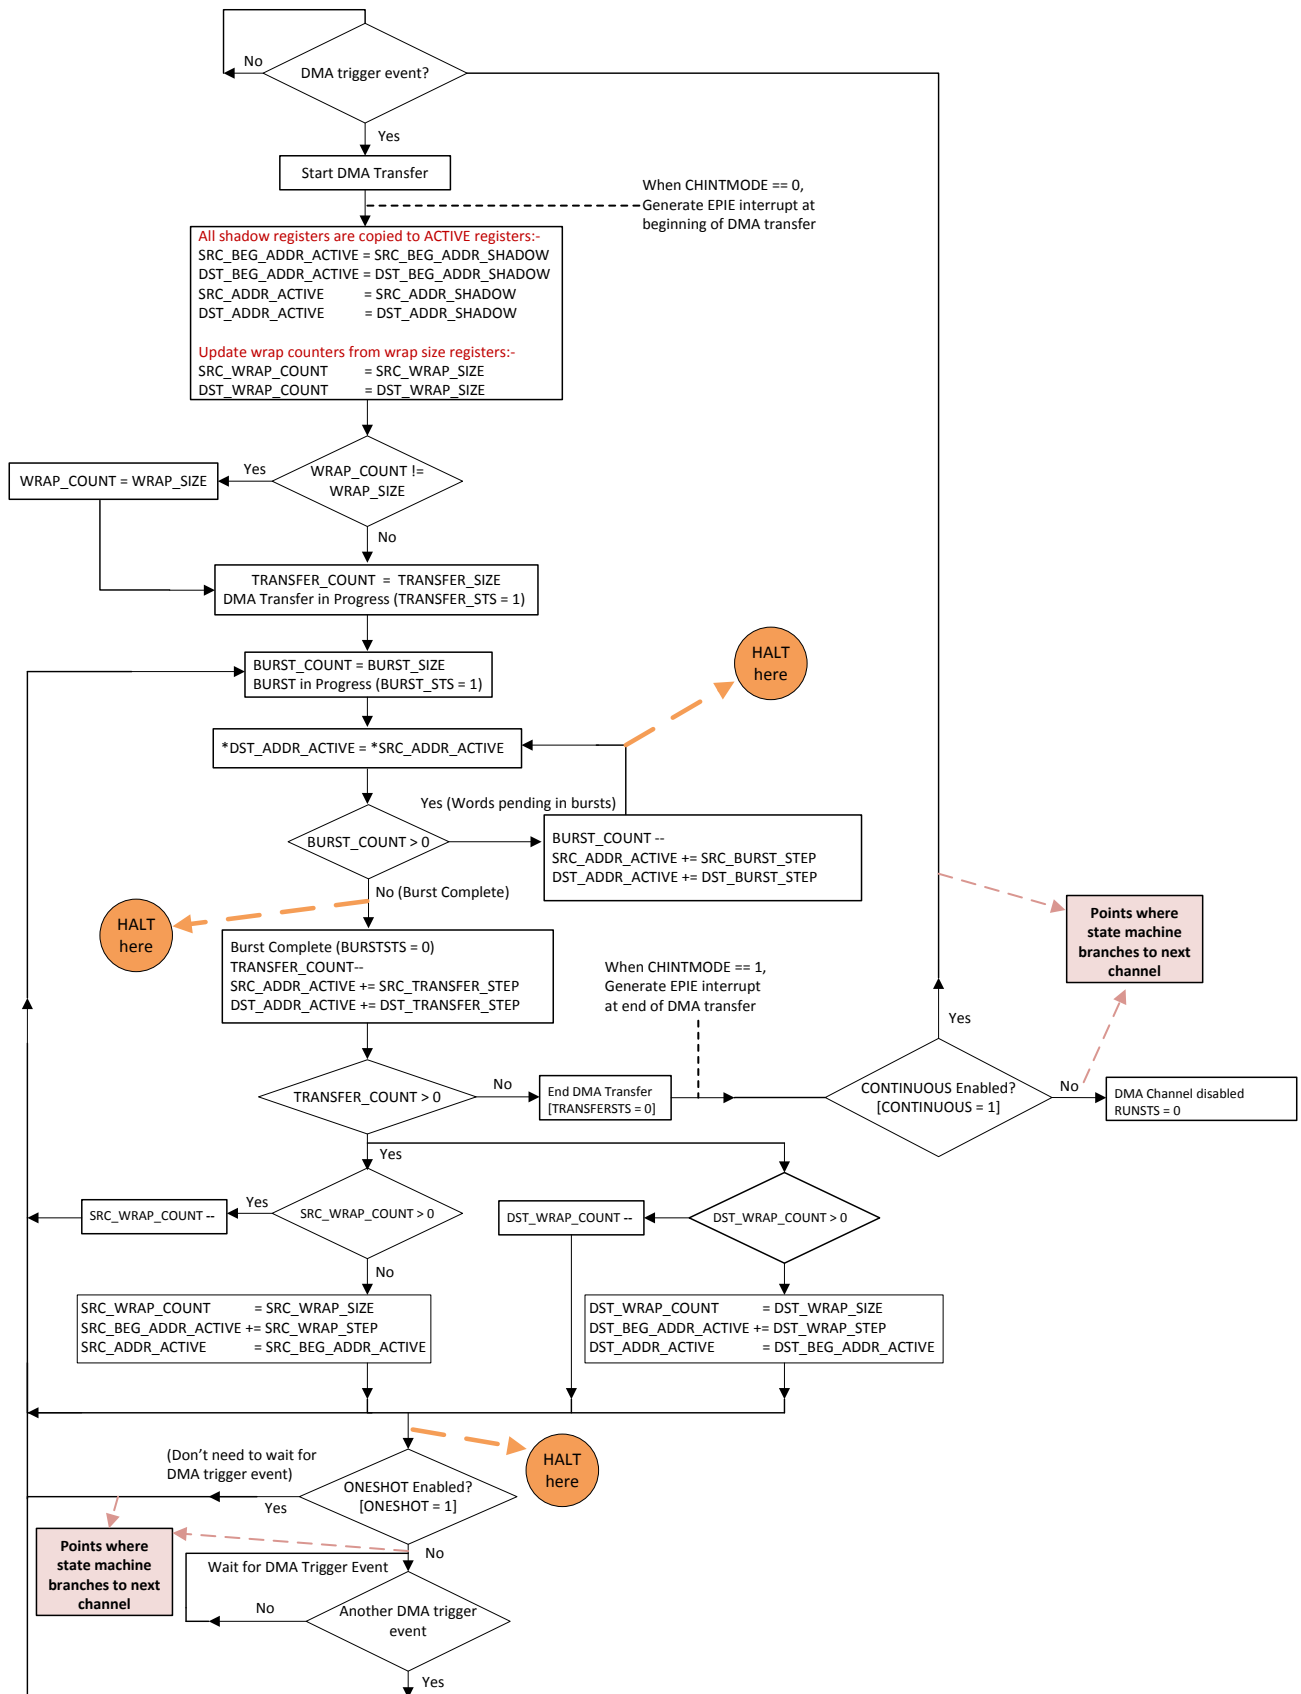 No
DMA trigger event?
Yes
Start DMA Transfer
When CHINTMODE == 0,
Generate EPIE interrupt at
beginning of DMA transfer
All shadow registers are copied to ACTIVE registers:-
SRC_BEG_ADDR_ACTIVE = SRC_BEG_ADDR_SHADOW
DST_BEG_ADDR_ACTIVE = DST_BEG_ADDR_SHADOW
SRC_ADDR_ACTIVE = SRC_ADDR_SHADOW
DST_ADDR_ACTIVE = DST_ADDR_SHADOW
Update wrap counters from wrap size registers:-
SRC_WRAP_COUNT = SRC_WRAP_SIZE
DST_WRAP_COUNT = DST_WRAP_SIZE
WRAP_COUNT !=
WRAP_SIZE
Yes
WRAP_COUNT = WRAP_SIZE
No
TRANSFER_COUNT = TRANSFER_SIZE
DMA Transfer in Progress (TRANSFER_STS = 1)
BURST_COUNT = BURST_SIZE
BURST in Progress (BURST_STS = 1)
HALT
here
*DST_ADDR_ACTIVE = *SRC_ADDR_ACTIVE
Yes (Words pending in bursts)
BURST_COUNT > 0
BURST_COUNT --
SRC_ADDR_ACTIVE += SRC_BURST_STEP
DST_ADDR_ACTIVE += DST_BURST_STEP
No (Burst Complete)
HALT
here
Points where
state machine
branches to next
channel
Burst Complete (BURSTSTS = 0)
TRANSFER_COUNT--
SRC_ADDR_ACTIVE += SRC_TRANSFER_STEP
DST_ADDR_ACTIVE += DST_TRANSFER_STEP
When CHINTMODE == 1,
Generate EPIE interrupt
at end of DMA transfer
Yes
TRANSFER_COUNT > 0
No
End DMA Transfer
[TRANSFERSTS = 0]
CONTINUOUS Enabled?
[CONTINUOUS = 1]
No
DMA Channel disabled
RUNSTS = 0
Yes
SRC_WRAP_COUNT --
Yes
SRC_WRAP_COUNT > 0
DST_WRAP_COUNT --
DST_WRAP_COUNT > 0
No
SRC_WRAP_COUNT = SRC_WRAP_SIZE
SRC_BEG_ADDR_ACTIVE += SRC_WRAP_STEP
SRC_ADDR_ACTIVE = SRC_BEG_ADDR_ACTIVE
DST_WRAP_COUNT = DST_WRAP_SIZE
DST_BEG_ADDR_ACTIVE += DST_WRAP_STEP
DST_ADDR_ACTIVE = DST_BEG_ADDR_ACTIVE
(Don't need to wait for
DMA trigger event)
HALT
here
ONESHOT Enabled?
[ONESHOT = 1]
Yes
Points where
state machine
branches to next
channel
No
Wait for DMA Trigger Event
No
Another DMA trigger
event
Yes